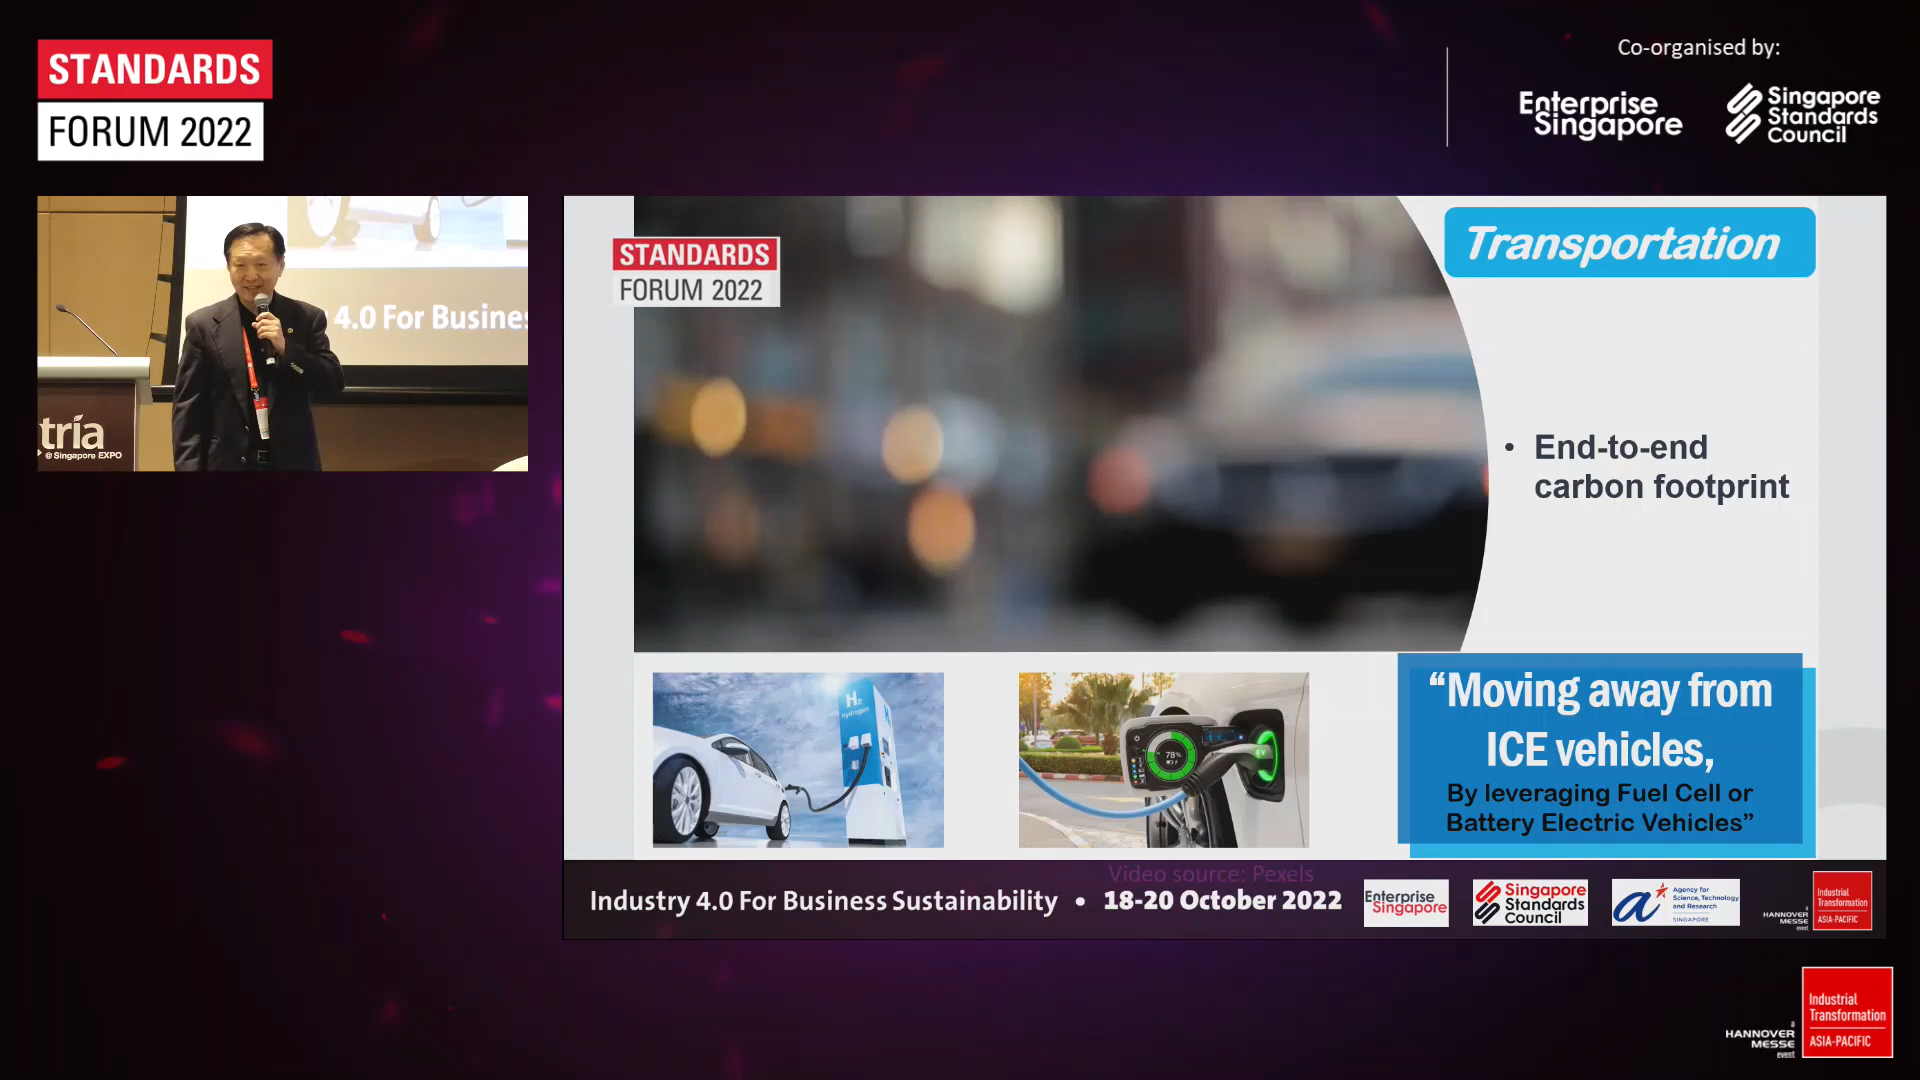 STANDARDS
FORUM 2022
Co-organised by:
Enterprise
Singapore
Singapore
Standards
Council
4.0 For Busines
tria
@ Singapore EXPO
STANDARDS
FORUM 2022
Transportation
• End-to-end
carbon footprint
H2
Hydrogen
78%
“Moving away from
ICE vehicles,
By leveraging Fuel Cell or
Battery Electric Vehicles”
Video source: Pexels
Industry 4.0 For Business Sustainability • 18-20 October 2022
Enterprise
Singapore
Singapore
Standards
Council
Agency for
Science, Technology
and Research
SINGAPORE
a
HANNOVER
MESSE
event
Industrial
Transformation
ASIA-PACIFIC
a
HANNOVER
MESSE
event
Industrial
Transformation
ASIA-PACIFIC